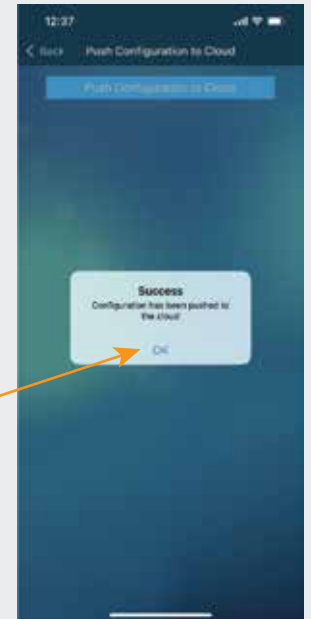 12:37
Back Push Configuration to Cloud
Push Configuration to Cloud
Success
Configuration has been pushed to
the cloud
OK